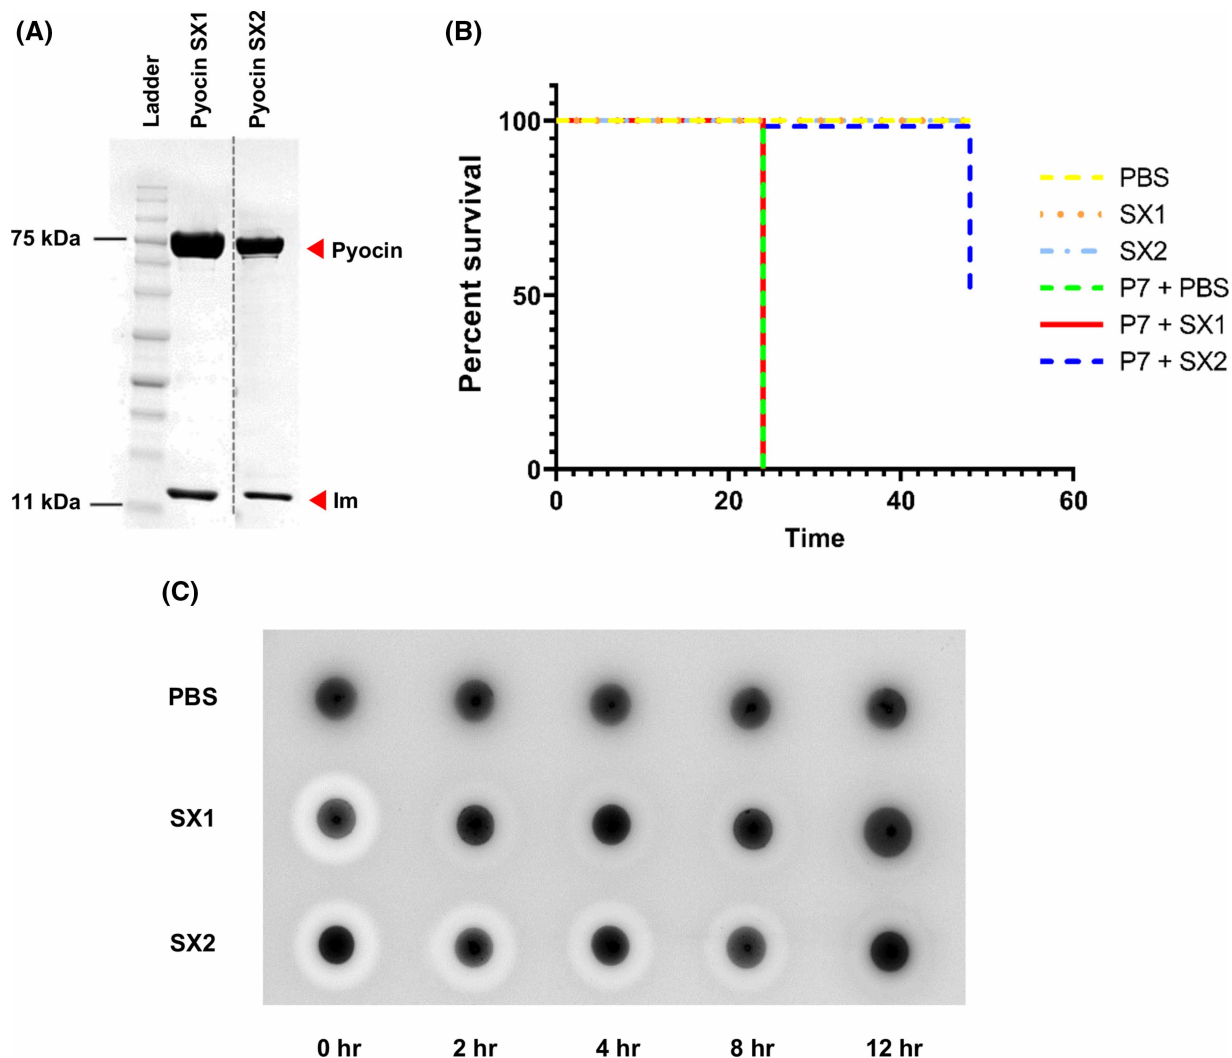 (A)
Ladder
Pyocin SX1
Pyocin SX2
75 kDa
Pyocin
11 kDa
Im
(B)
Percent survival
100
50
0
0 20 40 60
Time
PBS
SX1
SX2
P7 + PBS
P7 + SX1
P7 + SX2
(C)
PBS
SX1
SX2
0 hr 2 hr 4 hr 8 hr 12 hr